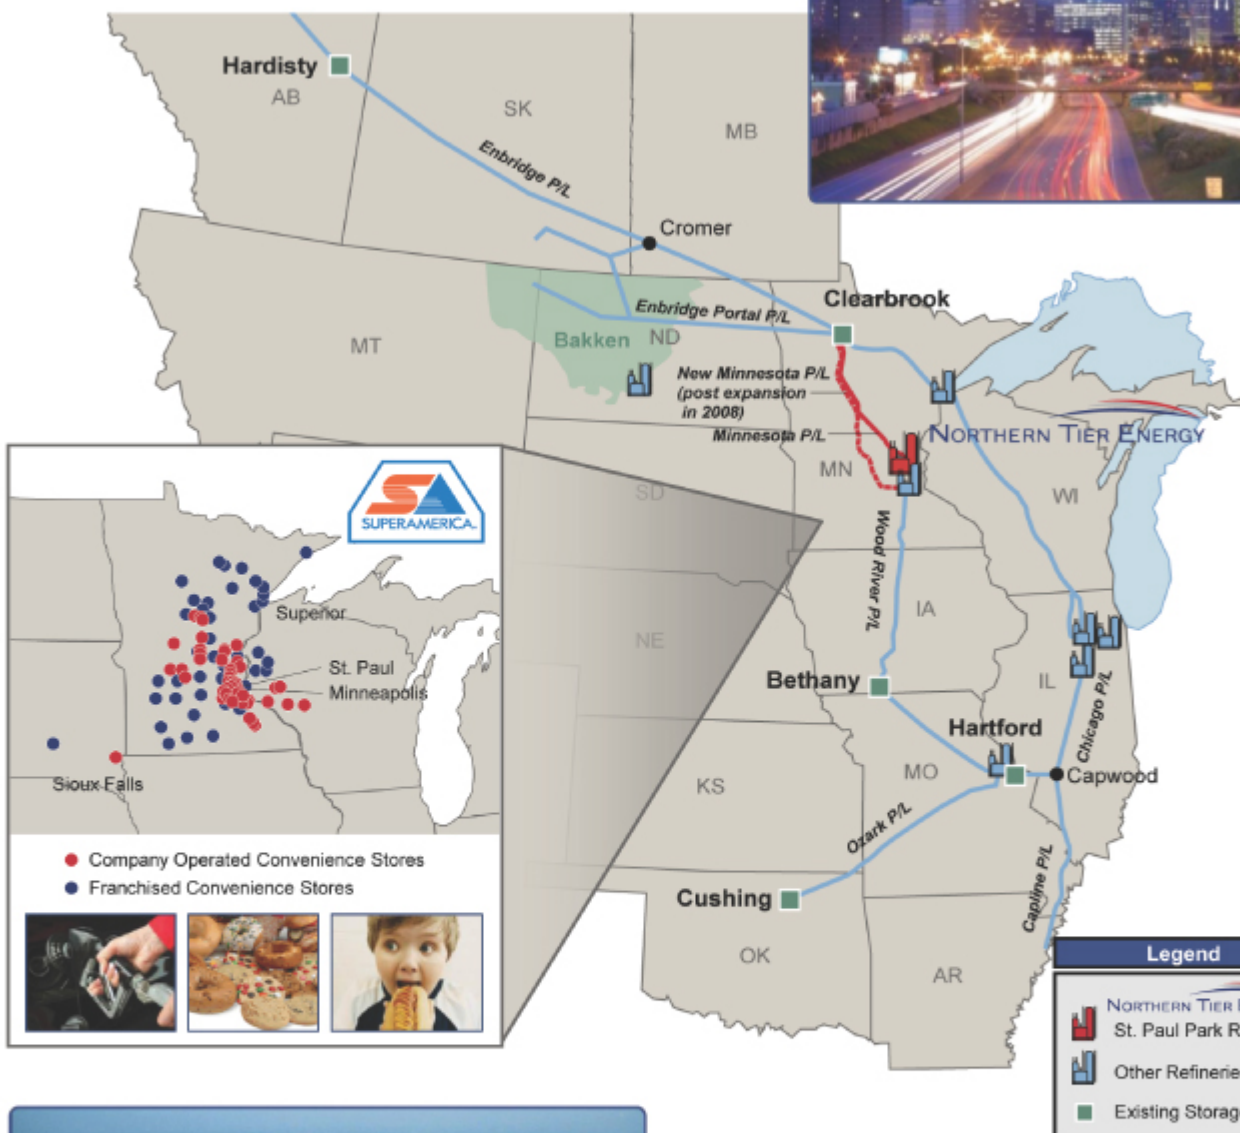 Hardisty
AB
SK
MB
Enbridge P/L
Cromer
Clearbrook
Enbridge Portal P/L
Bakken
ND
MT
New Minnesota P/L
(post expansion
in 2008)
Minnesota P/L
NORTHERN TIER ENERGY
MN
WI
SD
SUPERAMERICA
Wood River P/L
IA
NE
Superior
St. Paul
Minneapolis
Sioux Falls
Bethany
IL
Chicago P/L
Hartford
MO
Capwood
KS
Ozark P/L
Company Operated Convenience Stores
Franchised Convenience Stores
Cushing
OK
AR
Capline P/L
Legend
NORTHERN TIER
St. Paul Park R
Other Refinerie
Existing Storag